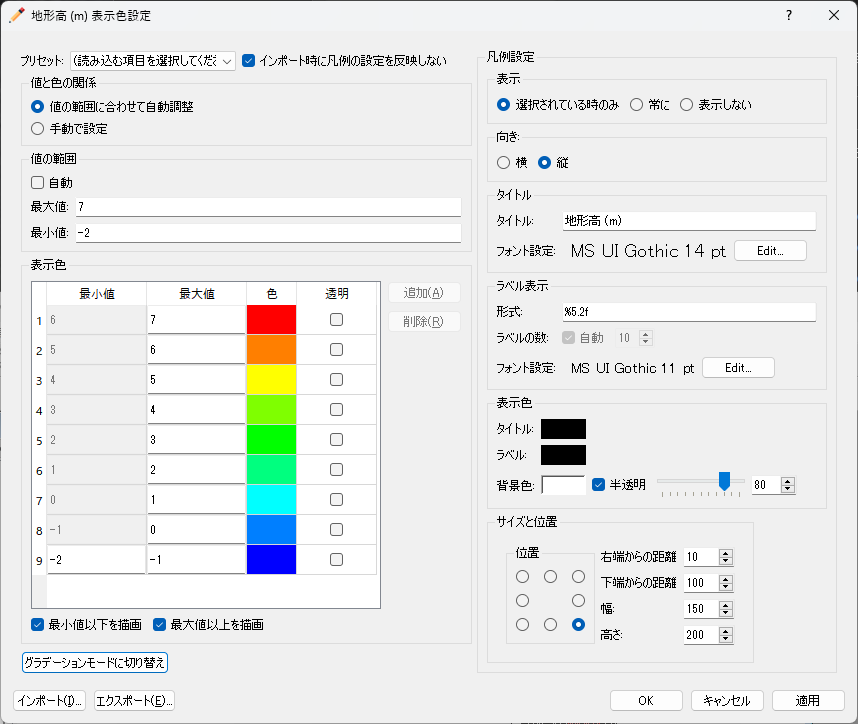 地形高 (m) 表示色設定
?
プリセット: (読み込む項目を選択してくだ
インポート時に凡例の設定を反映しない
値と色の関係
値の範囲に合わせて自動調整
手動で設定
値の範囲
自動
最大値: 7
最小値: -2
表示色
最小値 最大値 色 透明
1 6 7
2 5 6
3 4 5
4 3 4
5 2 3
6 1 2
7 0 1
8 -1 0
9 -2 -1
追加(A)
削除(R)
最小値以下を描画 最大値以上を描画
グラデーションモードに切り替え
インポート(I)... エクスポート(E)...
凡例設定
表示
選択されている時のみ 常に 表示しない
向き:
横 縦
タイトル
タイトル: 地形高 (m)
フォント設定: MS UI Gothic 14 pt Edit...
ラベル表示
形式: %5.2f
ラベルの数: 自動 10
フォント設定: MS UI Gothic 11 pt Edit...
表示色
タイトル:
ラベル:
背景色: 半透明 80
サイズと位置
位置
右端からの距離 10
下端からの距離 100
幅: 150
高さ: 200
OK キャンセル 適用